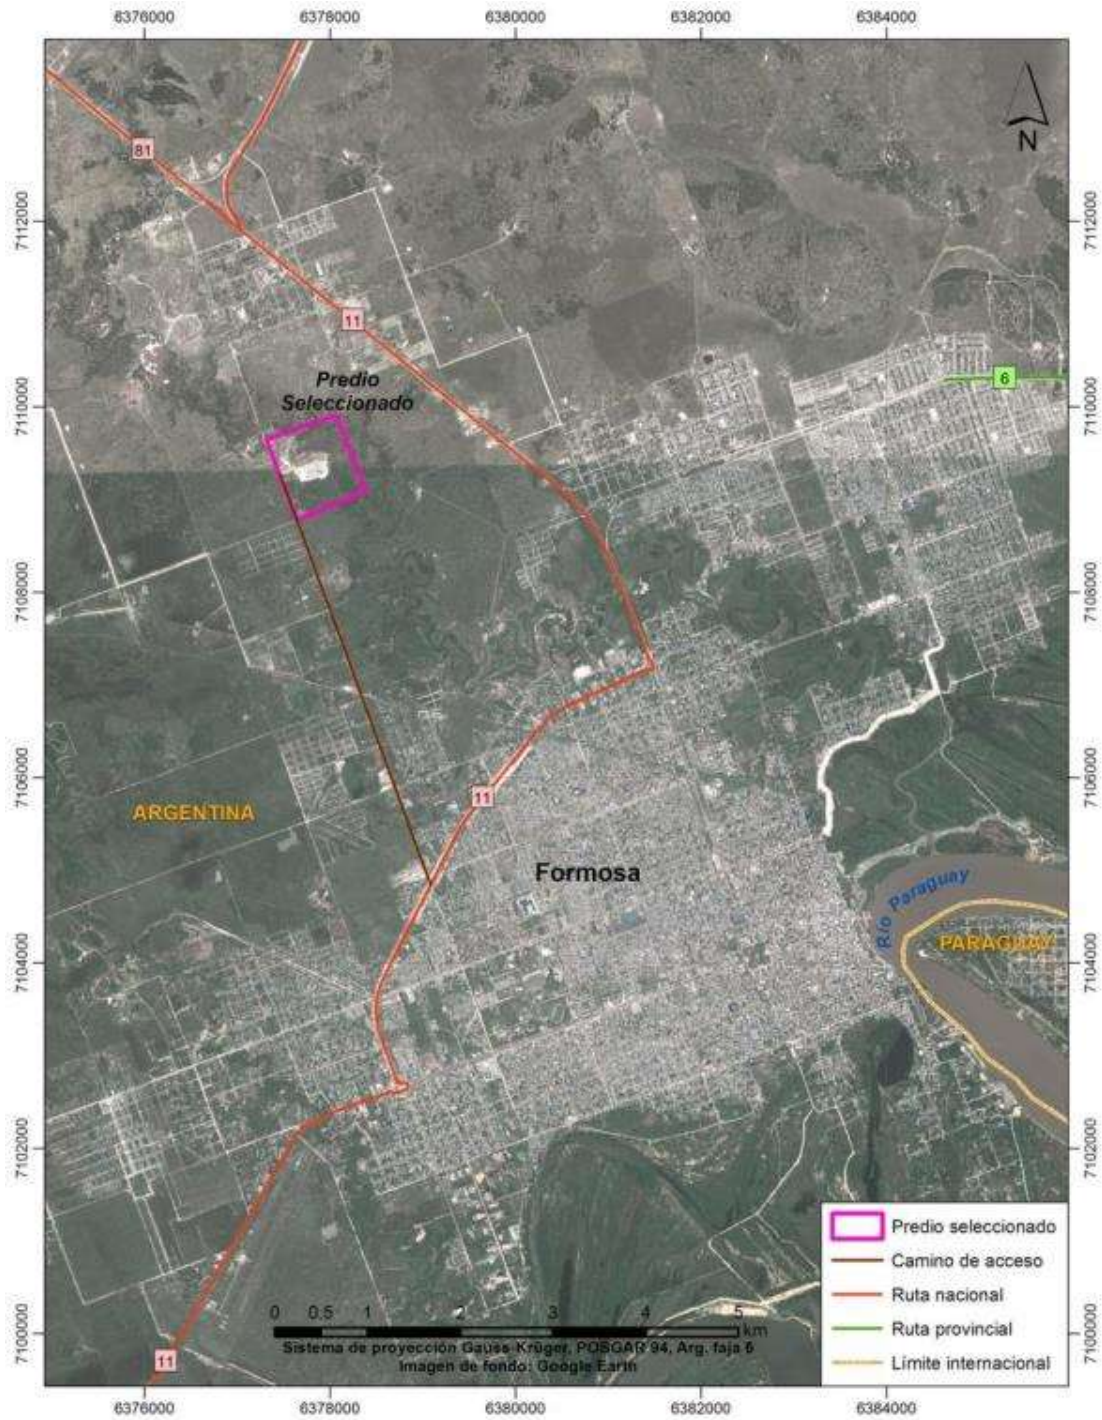 6376000 6378000 6380000 6382000 6384000
N
81
7112000 7112000
11
Predio
Seleccionado
6
7110000 7110000
7108000 7108000
7106000 7106000
ARGENTINA
11
Formosa
Río Paraguay
PARAGUAY
7104000 7104000
7102000 7102000
Predio seleccionado
Camino de acceso
Ruta nacional
Ruta provincial
Límite internacional
0 0.5 1 2 3 4 5
km
Sistema de proyección Gauss-Krüger, POSGAR 94, Arg. faja 6
Imagen de fondo: Google Earth
7100000 7100000
11
6376000 6378000 6380000 6382000 6384000